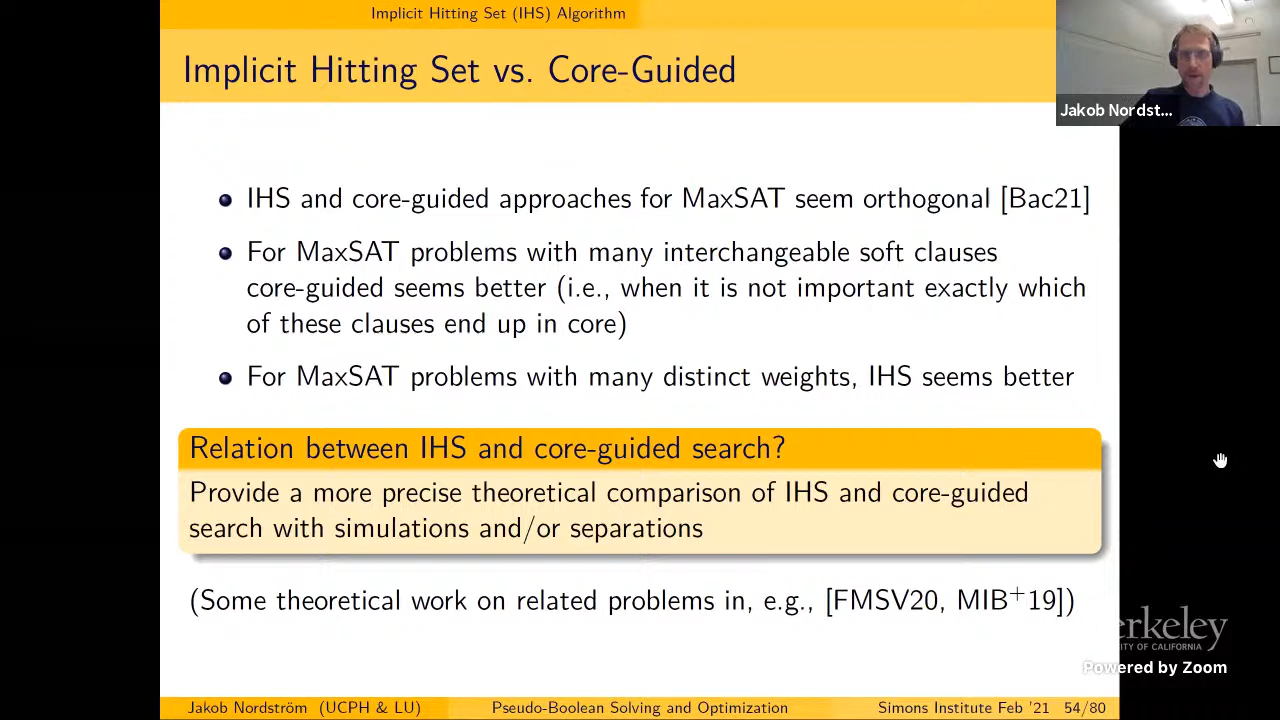 Implicit Hitting Set (IHS) Algorithm
Implicit Hitting Set vs. Core-Guided
Jakob Nordst...
IHS and core-guided approaches for MaxSAT seem orthogonal [Bac21]
For MaxSAT problems with many interchangeable soft clauses
core-guided seems better (i.e., when it is not important exactly which
of these clauses end up in core)
For MaxSAT problems with many distinct weights, IHS seems better
Relation between IHS and core-guided search?
Provide a more precise theoretical comparison of IHS and core-guided
search with simulations and/or separations
(Some theoretical work on related problems in, e.g., [FMSV20, MIB+19])
erkeley
TY OF CALIFORNIA
Powered by Zoom
Jakob Nordström (UCPH & LU) Pseudo-Boolean Solving and Optimization Simons Institute Feb '21 54/80